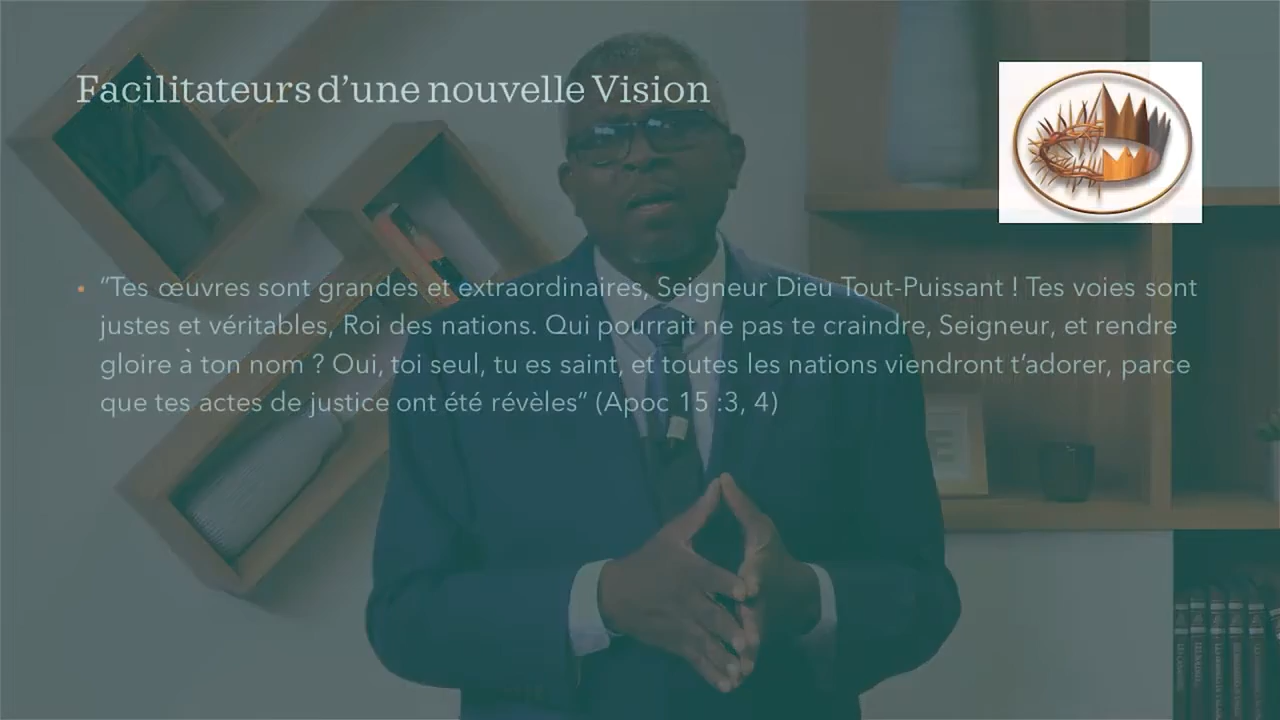 Facilitateurs d’une nouvelle Vision
• “Tes œuvres sont grandes et extraordinaires, Seigneur Dieu Tout-Puissant ! Tes voies sont
justes et véritables, Roi des nations. Qui pourrait ne pas te craindre, Seigneur, et rendre
gloire à ton nom ? Oui, toi seul, tu es saint, et toutes les nations viendront t’adorer, parce
que tes actes de justice ont été révèles” (Apoc 15 :3, 4)